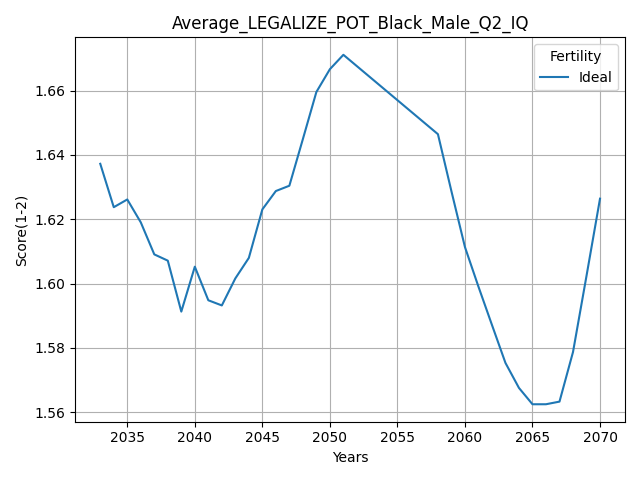 Average_LEGALIZE_POT_Black_Male_Q2_IQ
Fertility
Ideal
Score(1-2)
1.66
1.64
1.62
1.60
1.58
1.56
2035 2040 2045 2050 2055 2060 2065 2070
Years